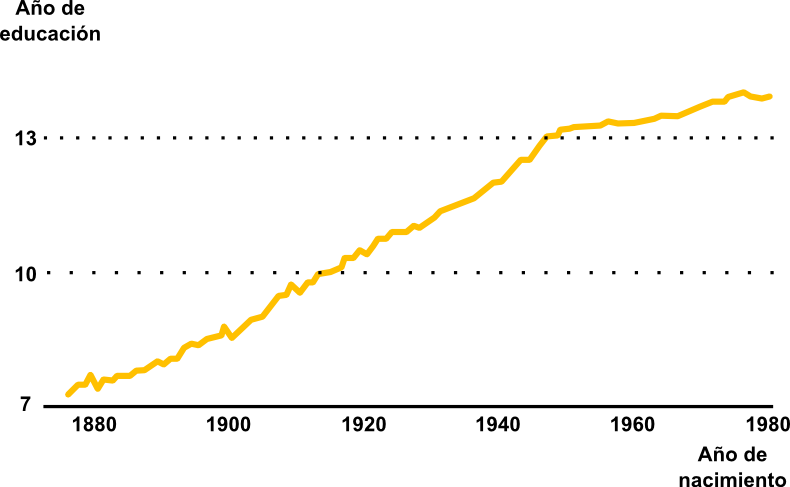 Año de
educación
13
10
7
1880 1900 1920 1940 1960 1980
Año de
nacimiento